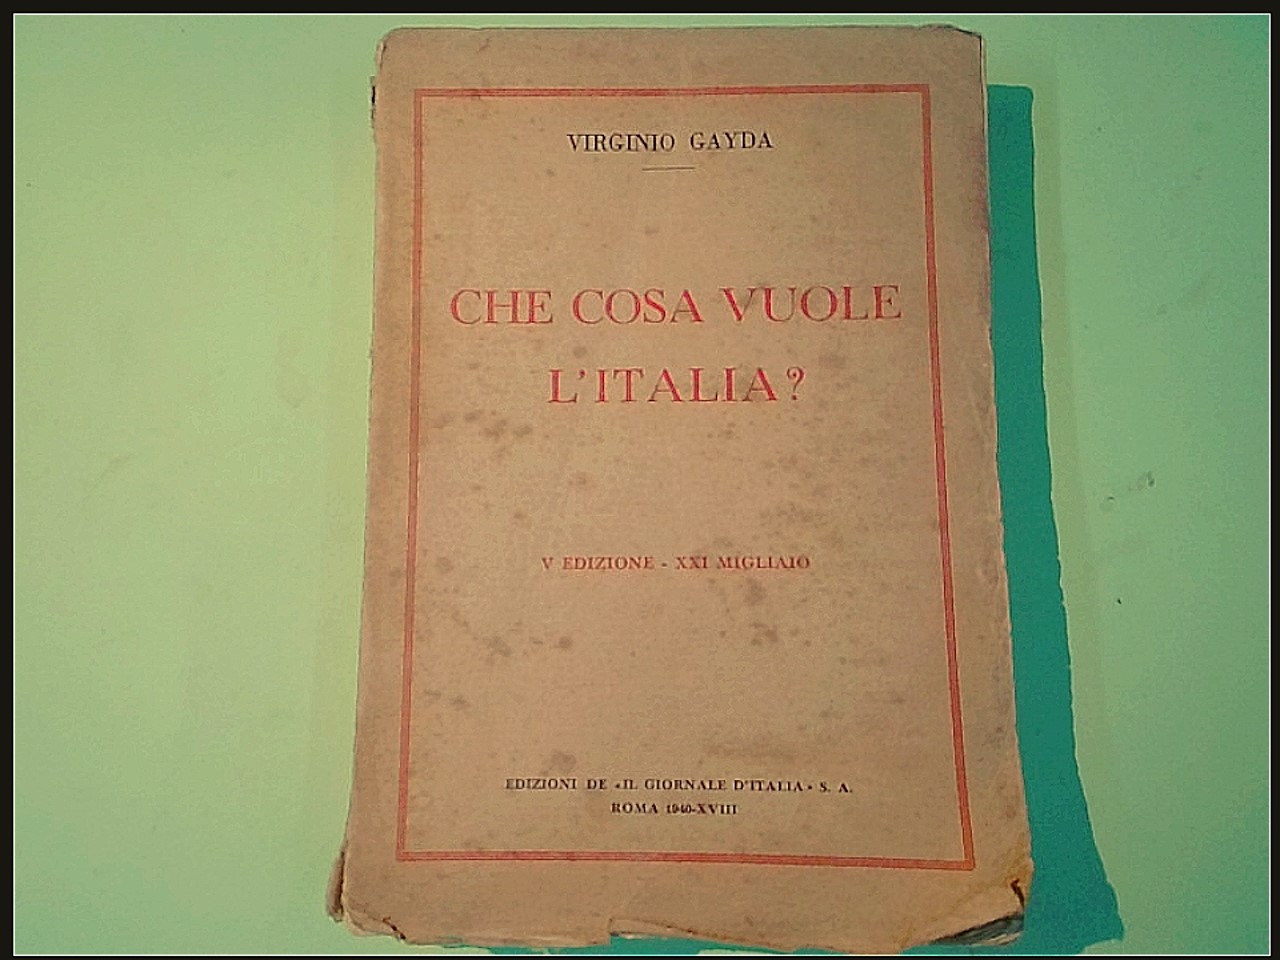 VIRGINIO GAYDA
CHE COSA VUOLE
L'ITALIA?
V EDIZIONE - XXI MIGLIAIO
EDIZIONI DE «IL GIORNALE D'ITALIA» S. A.
ROMA 1940-XVIII